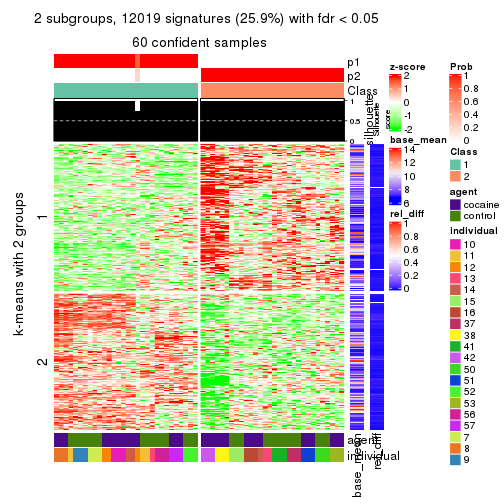 2 subgroups, 12019 signatures (25.9%) with fdr < 0.05
60 confident samples
p1
p2
Class
1
0.5
0
silhouette
Silhouette
score
k-means with 2 groups
1
2
agent
individual
base_mean
rel_diff
z-score
2
1
0
-1
-2
base_mean
14
12
10
8
6
rel_diff
1
0.8
0.6
0.4
0.2
0
Prob
1
0.8
0.6
0.4
0.2
0
Class
1
2
agent
cocaine
control
individual
10
11
12
13
14
15
16
37
38
41
42
50
51
52
53
56
57
7
8
9